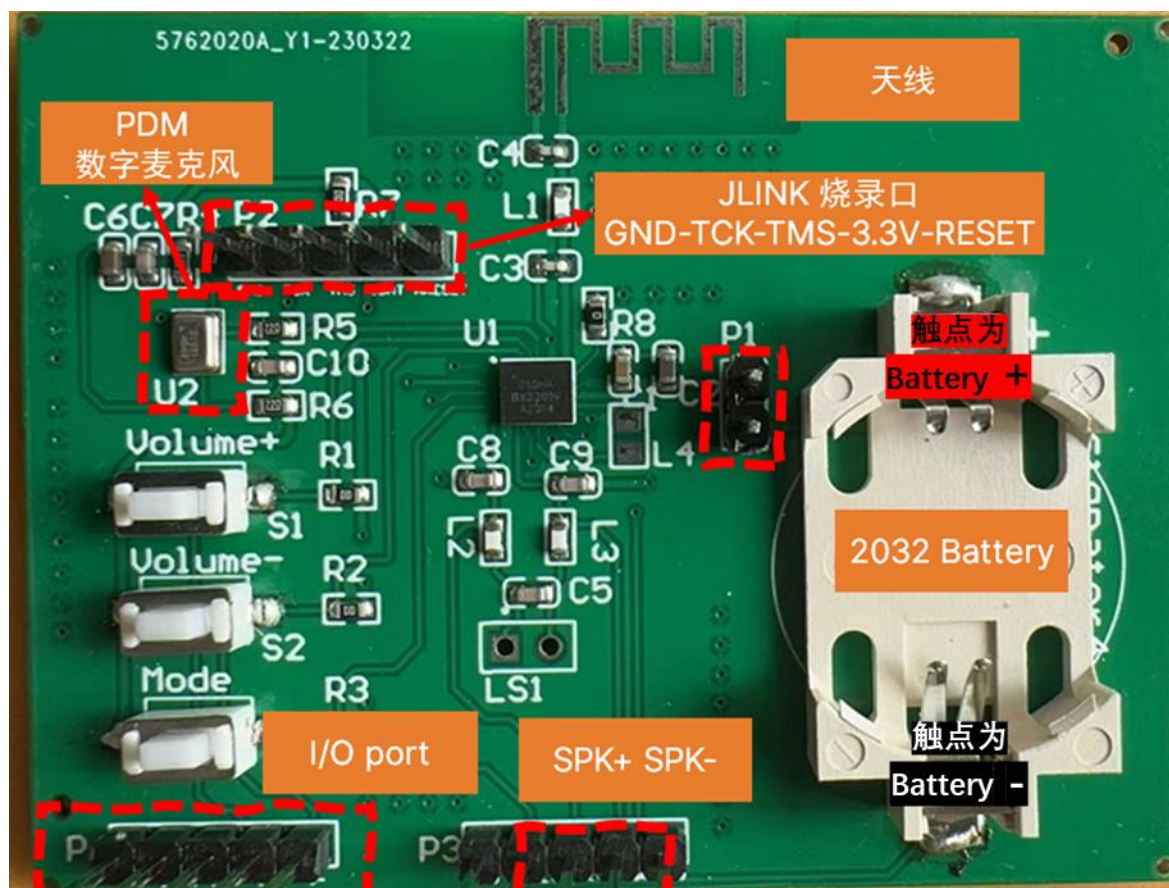 5762020A_Y1-230322
天线
PDM
数字麦克风
C4
JLINK 烧录口
GND-TCK-TMS-3.3V-RESET
C6
C7
P2
R7
L1
C3
U1
R8
P1
R5
C10
R6
U2
触点为
Battery +
+
Volume+
R1
S1
C8
C9
L4
L2
L3
2032 Battery
Volume-
R2
S2
C5
Mode
R3
LS1
I/O port
SPK+ SPK-
触点为
Battery -
P3